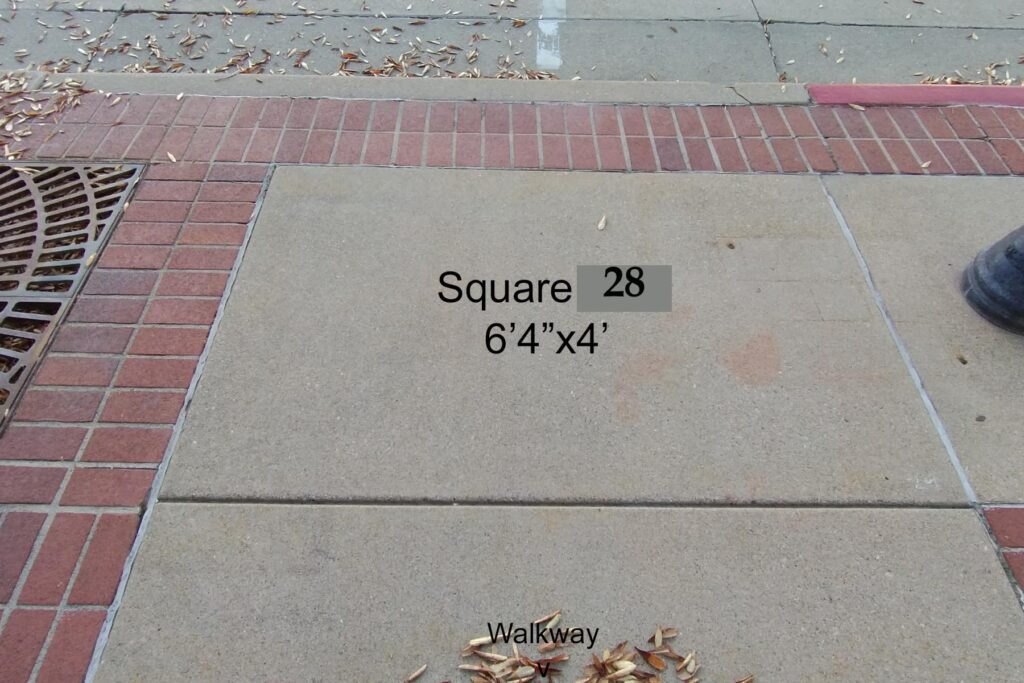 Square 28
6’4”x4’
Walkway
v